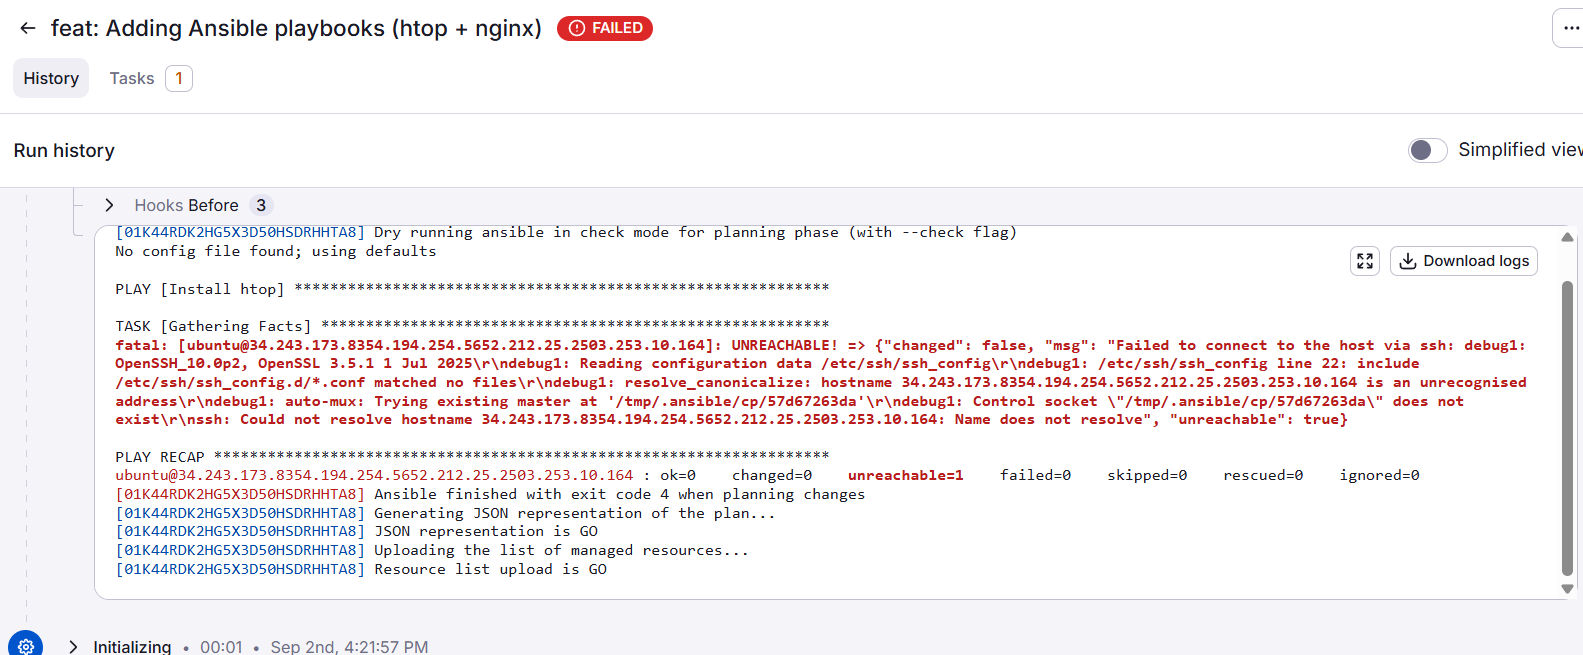 feat: Adding Ansible playbooks (htop + nginx) FAILED
History Tasks 1
Run history
Simplified view
Hooks Before 3
[01K44RDK2HG5X3D50HSDRHHTA8] Dry running ansible in check mode for planning phase (with --check flag)
No config file found; using defaults
Download logs
PLAY [Install htop] ************************************************************
TASK [Gathering Facts] *********************************************************
fatal: [ubuntu@34.243.173.8354.194.254.5652.212.25.2503.253.10.164]: UNREACHABLE! => {"changed": false, "msg": "Failed to connect to the host via ssh: debug1:
OpenSSH_10.0p2, OpenSSL 3.5.1 1 Jul 2025\r\ndebug1: Reading configuration data /etc/ssh/ssh_config\r\ndebug1: /etc/ssh/ssh_config line 22: include
/etc/ssh/ssh_config.d/*.conf matched no files\r\ndebug1: resolve_canonicalize: hostname 34.243.173.8354.194.254.5652.212.25.2503.253.10.164 is an unrecognised
address\r\ndebug1: auto-mux: Trying existing master at '/tmp/.ansible/cp/57d67263da'\r\ndebug1: Control socket \"/tmp/.ansible/cp/57d67263da\" does not
exist\r\nssh: Could not resolve hostname 34.243.173.8354.194.254.5652.212.25.2503.253.10.164: Name does not resolve", "unreachable": true}
PLAY RECAP *********************************************************************
ubuntu@34.243.173.8354.194.254.5652.212.25.2503.253.10.164 : ok=0 changed=0 unreachable=1 failed=0 skipped=0 rescued=0 ignored=0
[01K44RDK2HG5X3D50HSDRHHTA8] Ansible finished with exit code 4 when planning changes
[01K44RDK2HG5X3D50HSDRHHTA8] Generating JSON representation of the plan...
[01K44RDK2HG5X3D50HSDRHHTA8] JSON representation is GO
[01K44RDK2HG5X3D50HSDRHHTA8] Uploading the list of managed resources...
[01K44RDK2HG5X3D50HSDRHHTA8] Resource list upload is GO
Initializing • 00:01 • Sep 2nd, 4:21:57 PM